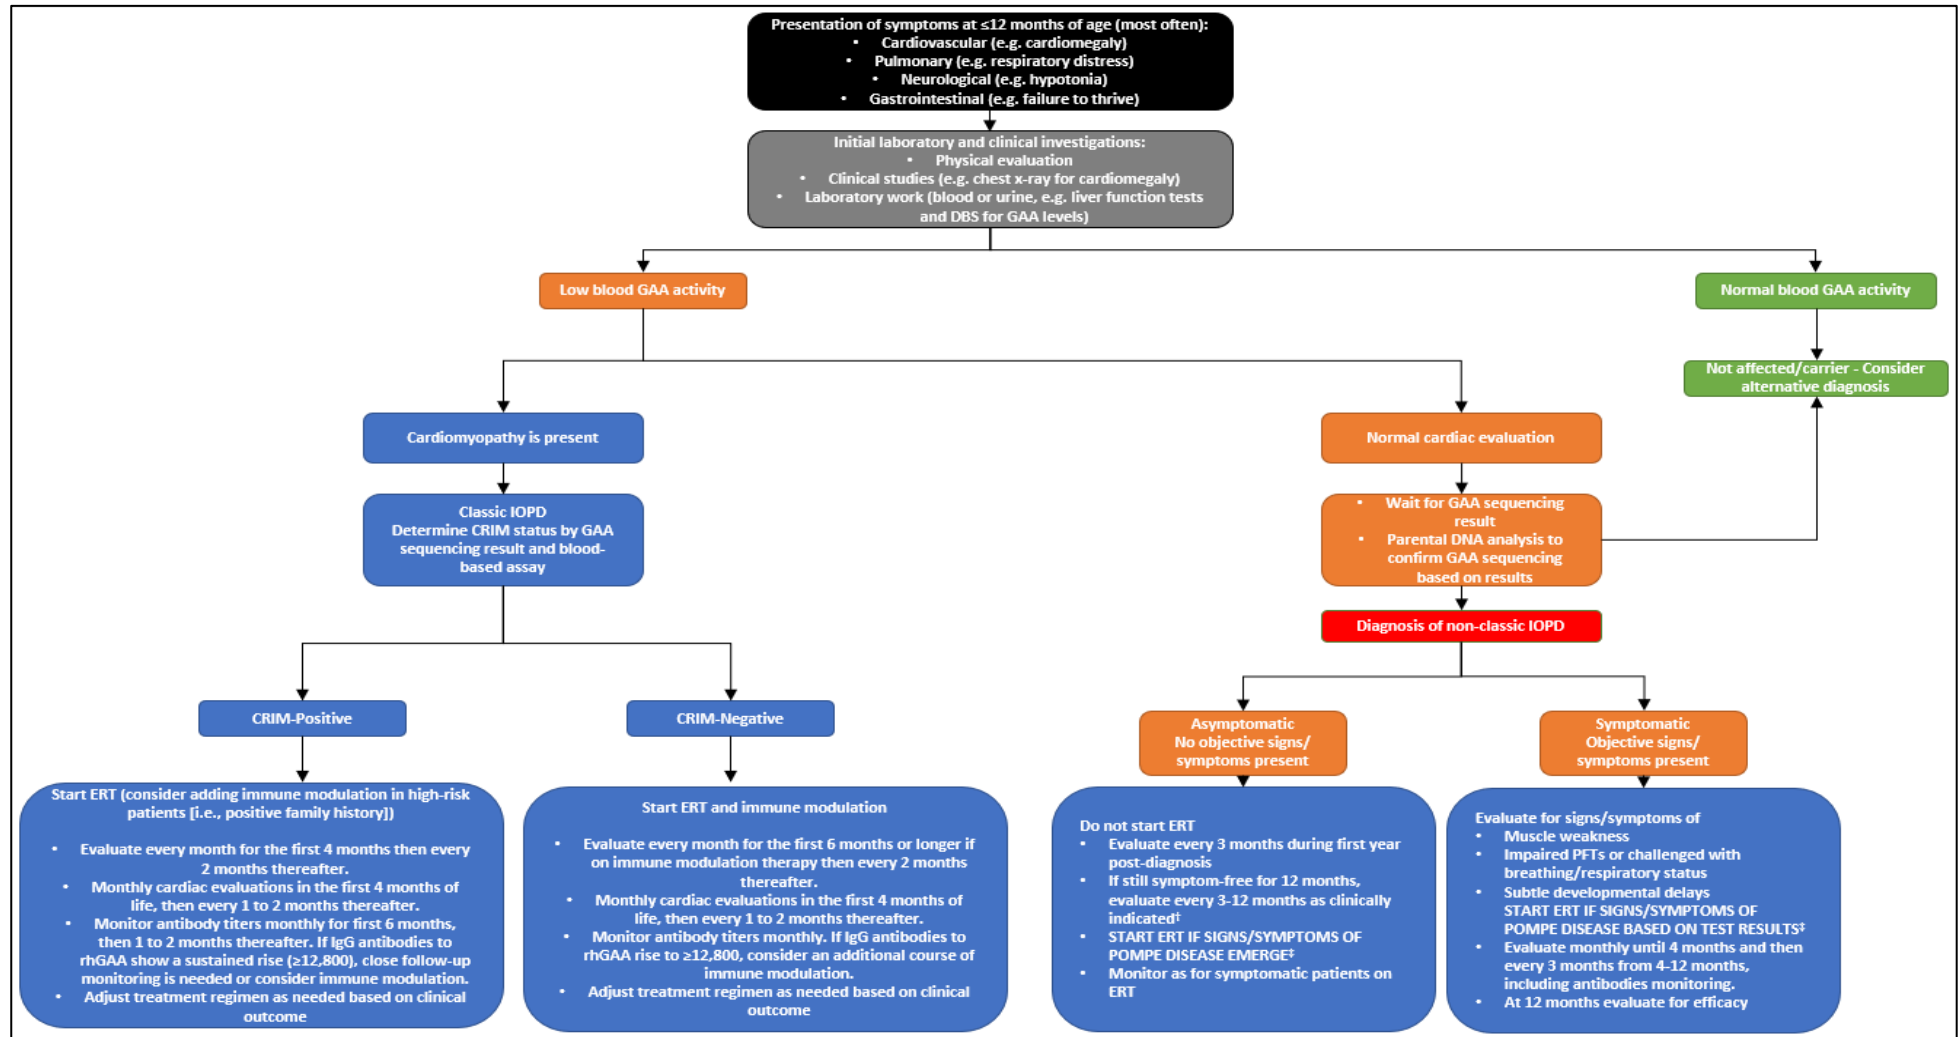 Presentation of symptoms at ≤12 months of age (most often):
• Cardiovascular (e.g. cardiomegaly)
• Pulmonary (e.g. respiratory distress)
• Neurological (e.g. hypotonia)
• Gastrointestinal (e.g. failure to thrive)
Initial laboratory and clinical investigations:
• Physical evaluation
• Clinical studies (e.g. chest x-ray for cardiomegaly)
• Laboratory work (blood or urine, e.g. liver function tests
and DBS for GAA levels)
Low blood GAA activity
Normal blood GAA activity
Not affected/carrier - Consider
alternative diagnosis
Cardiomyopathy is present
Normal cardiac evaluation
Classic IOPD
Determine CRIM status by GAA
sequencing result and blood-
based assay
• Wait for GAA sequencing
result
• Parental DNA analysis to
confirm GAA sequencing
based on results
Diagnosis of non-classic IOPD
CRIM-Positive
CRIM-Negative
Asymptomatic
No objective signs/
symptoms present
Symptomatic
Objective signs/
symptoms present
Start ERT (consider adding immune modulation in high-risk
patients [i.e., positive family history])
• Evaluate every month for the first 4 months then every
2 months thereafter.
• Monthly cardiac evaluations in the first 4 months of
life, then every 1 to 2 months thereafter.
• Monitor antibody titers monthly for first 6 months,
then 1 to 2 months thereafter. If IgG antibodies to
rhGAA show a sustained rise (≥12,800), close follow-up
monitoring is needed or consider immune modulation.
• Adjust treatment regimen as needed based on clinical
outcome
Start ERT and immune modulation
• Evaluate every month for the first 6 months or longer if
on immune modulation therapy then every 2 months
thereafter.
• Monthly cardiac evaluations in the first 4 months of
life, then every 1 to 2 months thereafter.
• Monitor antibody titers monthly. If IgG antibodies to
rhGAA rise to ≥12,800, consider an additional course of
immune modulation.
• Adjust treatment regimen as needed based on clinical
outcome
Do not start ERT
• Evaluate every 3 months during first year
post-diagnosis
• If still symptom-free for 12 months,
evaluate every 3-12 months as clinically
indicated†
• START ERT IF SIGNS/SYMPTOMS OF
POMPE DISEASE EMERGE‡
• Monitor as for symptomatic patients on
ERT
Evaluate for signs/symptoms of
• Muscle weakness
• Impaired PFTs or challenged with
breathing/respiratory status
• Subtle developmental delays
START ERT IF SIGNS/SYMPTOMS OF
POMPE DISEASE BASED ON TEST RESULTS‡
• Evaluate monthly until 4 months and then
every 3 months from 4-12 months,
including antibodies monitoring.
• At 12 months evaluate for efficacy